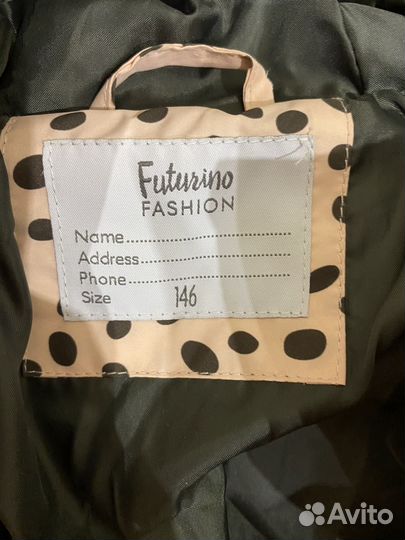 Futurino
FASHION
Name..............................
Address..........................
Phone.............................
Size 146
Avito